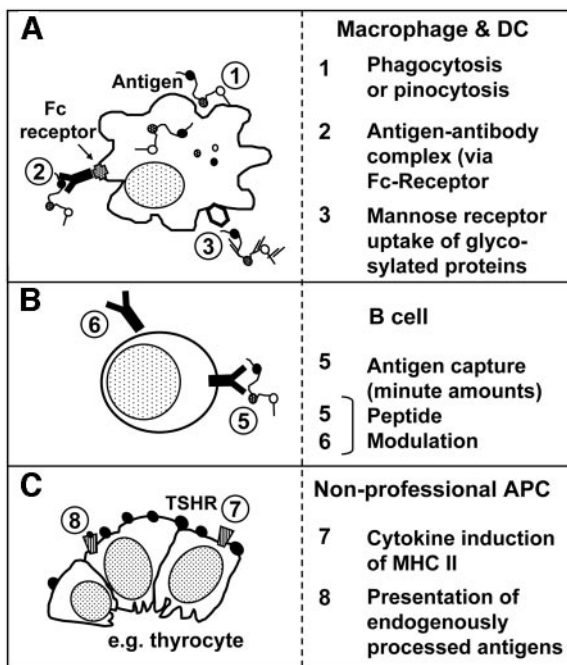 A
Antigen
1
Fc
receptor
2
3
Macrophage & DC
1 Phagocytosis
or pinocytosis
2 Antigen-antibody
complex (via
Fc-Receptor
3 Mannose receptor
uptake of glyco-
sylated proteins
B
6
5
B cell
5 Antigen capture
(minute amounts)
5 Peptide
6 Modulation
C
TSHR
7
8
e.g. thyrocyte
Non-professional APC
7 Cytokine induction
of MHC II
8 Presentation of
endogenously
processed antigens